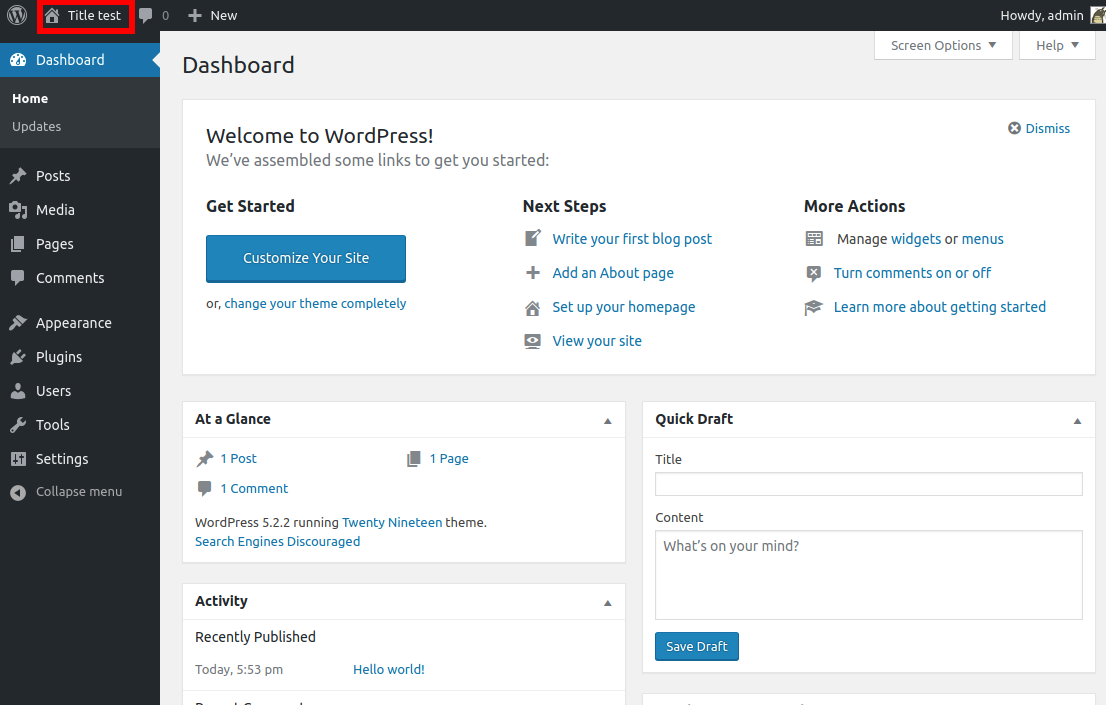 Title test 0 New Howdy, admin
Dashboard
Home
Updates
Posts
Media
Pages
Comments
Appearance
Plugins
Users
Tools
Settings
Collapse menu
Screen Options Help
Dashboard
Welcome to WordPress!
Dismiss
We’ve assembled some links to get you started:
Get Started
Customize Your Site
or, change your theme completely
Next Steps
Write your first blog post
Add an About page
Set up your homepage
View your site
More Actions
Manage widgets or menus
Turn comments on or off
Learn more about getting started
At a Glance
1 Post 1 Page
1 Comment
WordPress 5.2.2 running Twenty Nineteen theme.
Search Engines Discouraged
Activity
Recently Published
Today, 5:53 pm Hello world!
Quick Draft
Title
Content
What’s on your mind?
Save Draft